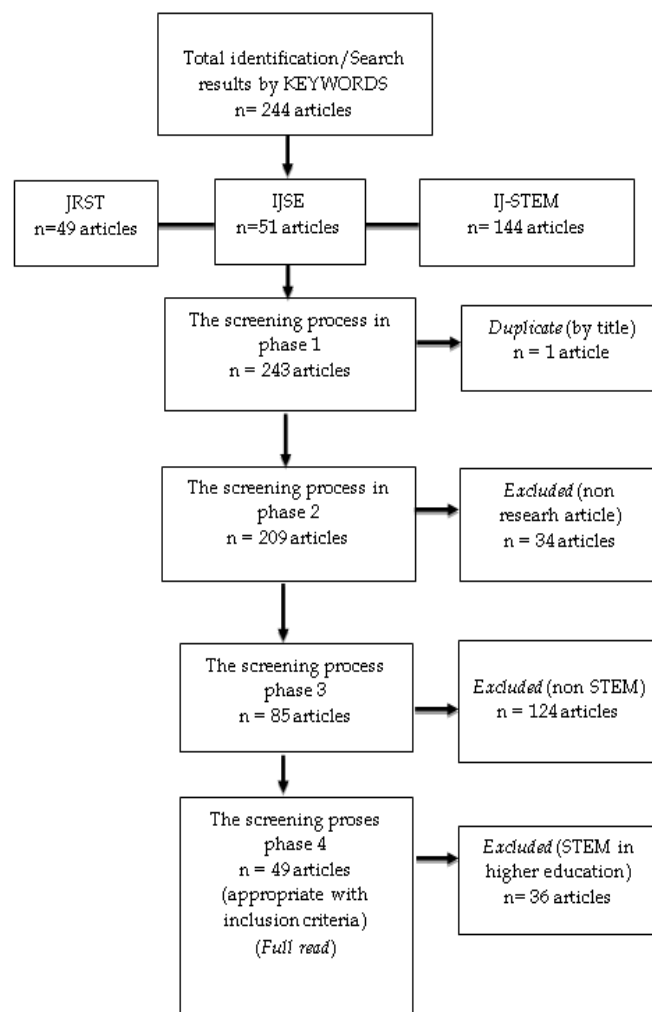 Total identification/Search
results by KEYWORDS
n= 244 articles
JRST
n=49 articles
IJSE
n=51 articles
IJ-STEM
n= 144 articles
The screening process in
phase 1
n = 243 articles
Duplicate (by title)
n = 1 article
The screening process in
phase 2
n = 209 articles
Excluded (non
researh article)
n = 34 articles
The screening process
phase 3
n = 85 articles
Excluded (non STEM)
n = 124 articles
The screening proses
phase 4
n = 49 articles
(appropriate with
inclusion criteria)
(Full read)
Excluded (STEM in
higher education)
n= 36 articles